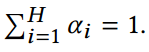 ∑_{i=1}^{H} α_i = 1.